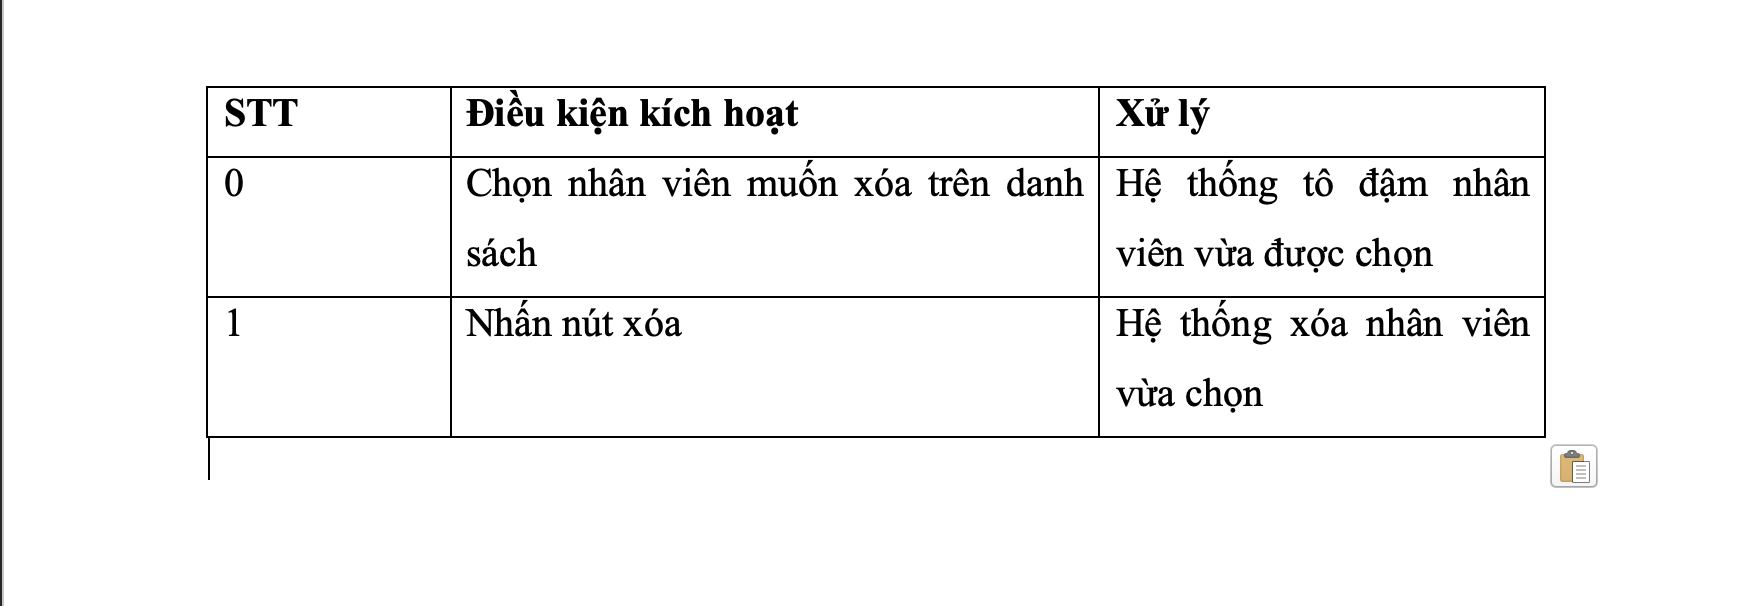 STT
Điều kiện kích hoạt
Xử lý
0
Chọn nhân viên muốn xóa trên danh
sách
Hệ thống tô đậm nhân
viên vừa được chọn
1
Nhấn nút xóa
Hệ thống xóa nhân viên
vừa chọn